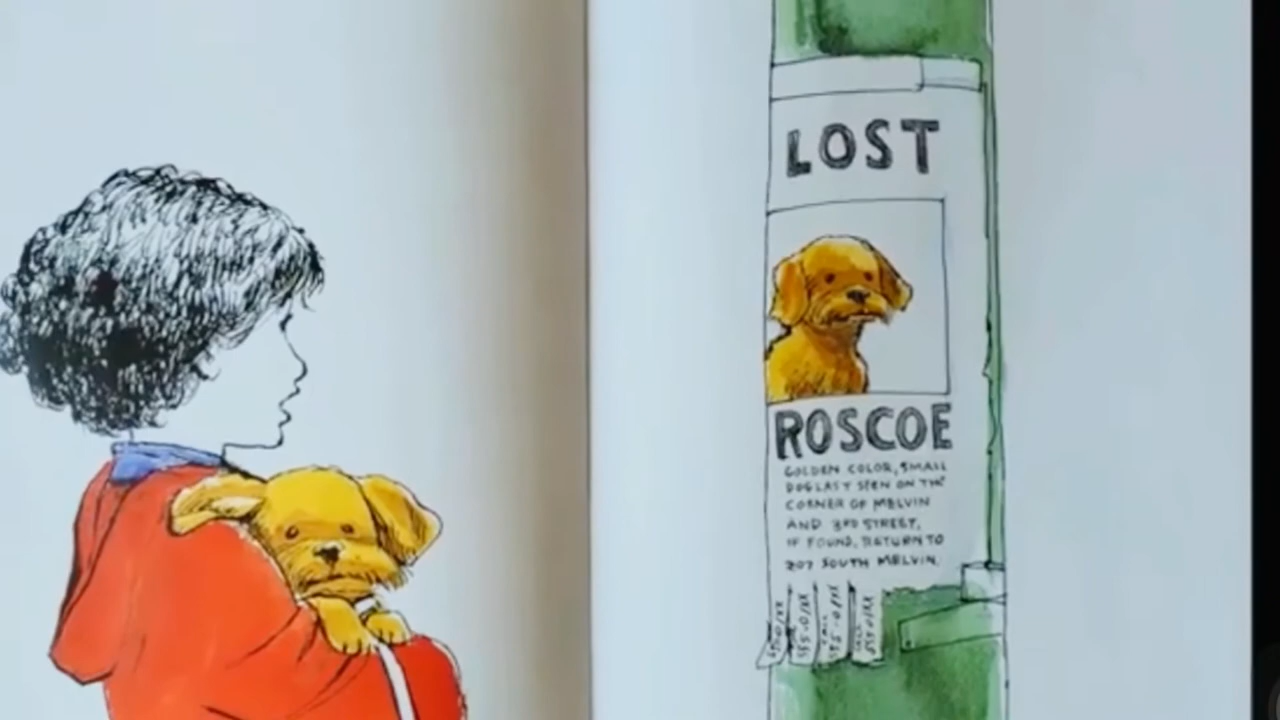 LOST
ROSCOE
GOLDEN COLOR, SMALL
DOG LAST SEEN ON THE
CORNER OF MELVIN
AND 3RD STREET,
IF FOUND, RETURN TO
207 SOUTH MELVIN.